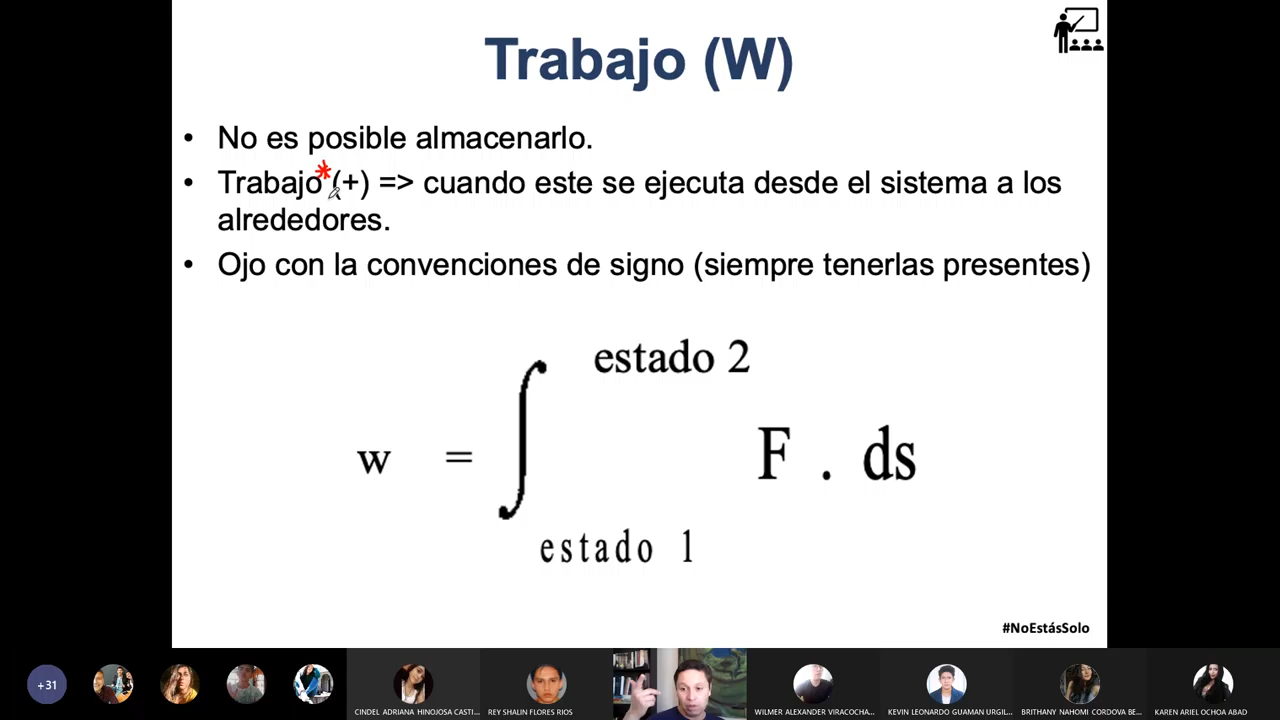 Trabajo (W)
• No es posible almacenarlo.
• Trabajo*(+) => cuando este se ejecuta desde el sistema a los
alrededores.
• Ojo con la convenciones de signo (siempre tenerlas presentes)
estado 2
w = ∫ F . ds
estado 1
#NoEstásSolo
+31
CINDEL ADRIANA HINOJOSA CASTI...
REY SHALIN FLORES RIOS
WILMER ALEXANDER VIRACOCHA...
KEVIN LEONARDO GUAMAN URGIL...
BRITHANY NAHOMI CORDOVA BE...
KAREN ARIEL OCHOA ABAD